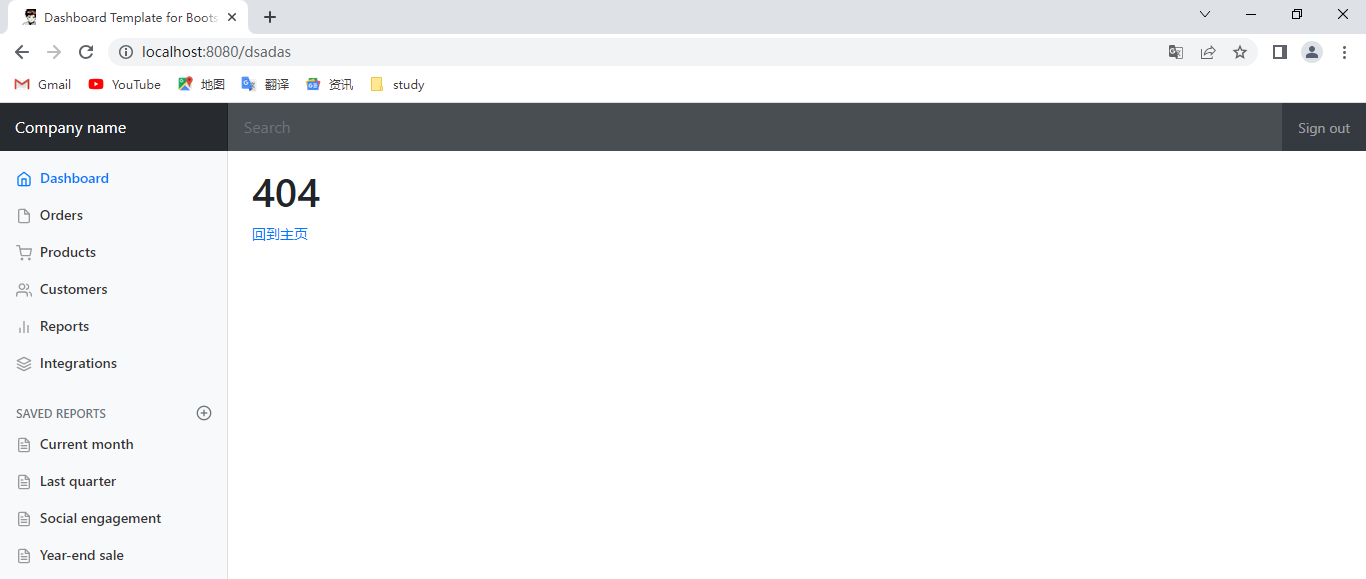 Dashboard Template for Boots
localhost:8080/dsadas
Gmail YouTube 地图 翻译 资讯 study
Company name Search Sign out
Dashboard
Orders
Products
Customers
Reports
Integrations
SAVED REPORTS
Current month
Last quarter
Social engagement
Year-end sale
404
回到主页